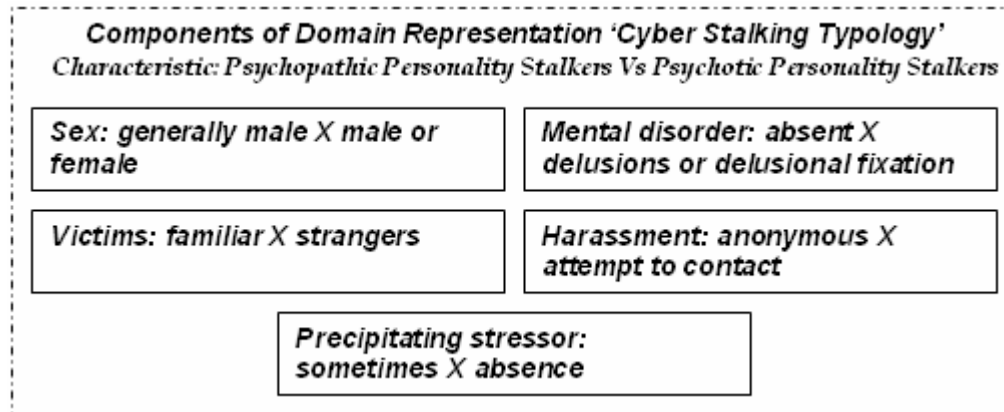 Components of Domain Representation ‘Cyber Stalking Typology’
Characteristic: Psychopathic Personality Stalkers Vs Psychotic Personality Stalkers
Sex: generally male X male or
female
Mental disorder: absent X
delusions or delusional fixation
Victims: familiar X strangers
Harassment: anonymous X
attempt to contact
Precipitating stressor:
sometimes X absence